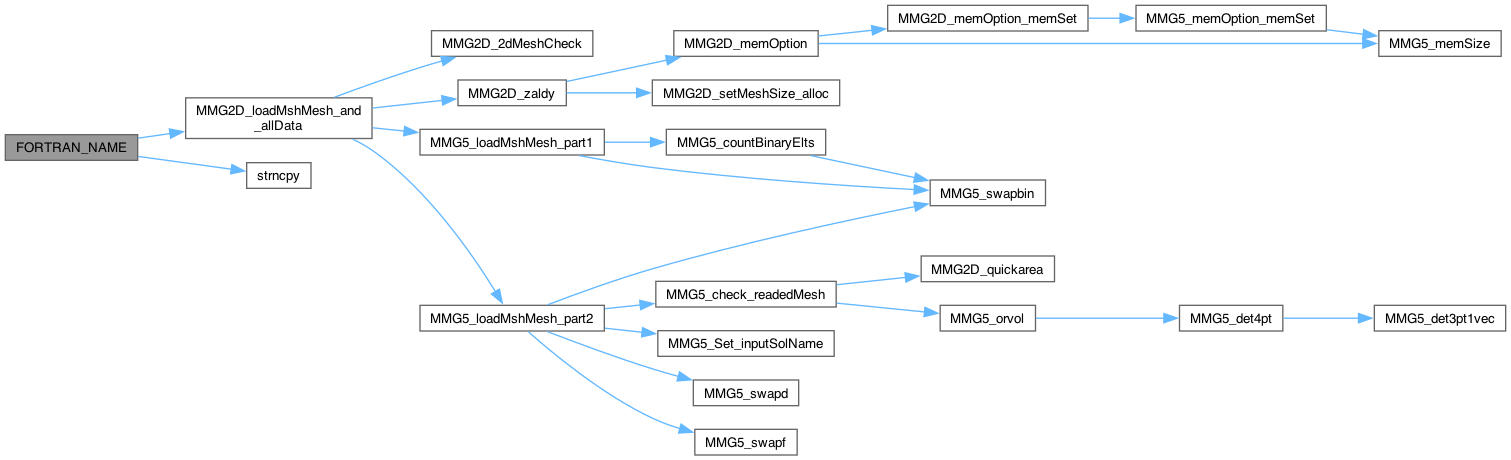 FORTRAN_NAME
MMG2D_loadMshMesh_and
_allData
strncpy
MMG2D_2dMeshCheck
MMG2D_zaldy
MMG5_loadMshMesh_part1
MMG5_loadMshMesh_part2
MMG2D_memOption
MMG2D_setMeshSize_alloc
MMG5_countBinaryElts
MMG5_check_readedMesh
MMG5_Set_inputSolName
MMG5_swapd
MMG5_swapf
MMG2D_memOption_memSet
MMG5_swapbin
MMG2D_quickarea
MMG5_orvol
MMG5_memOption_memSet
MMG5_det4pt
MMG5_memSize
MMG5_det3pt1vec